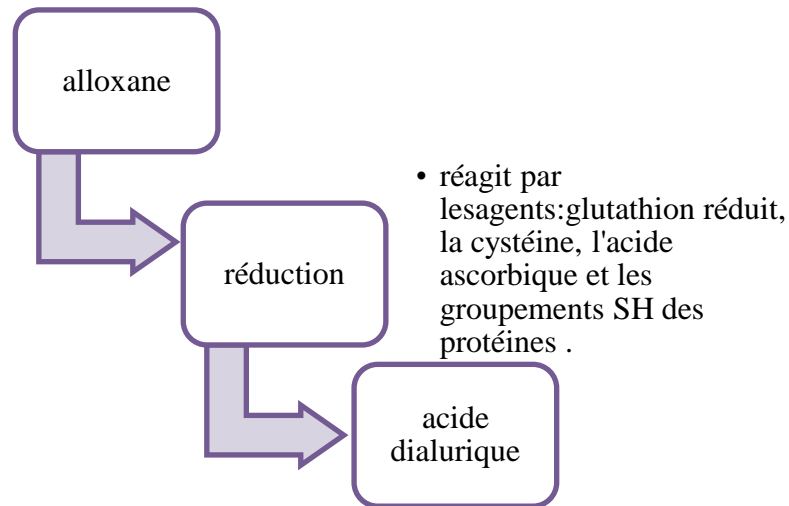 alloxane
réduction
• réagit par
lesagents:glutathion réduit,
la cystéine, l'acide
ascorbique et les
groupements SH des
protéines .
acide
dialurique